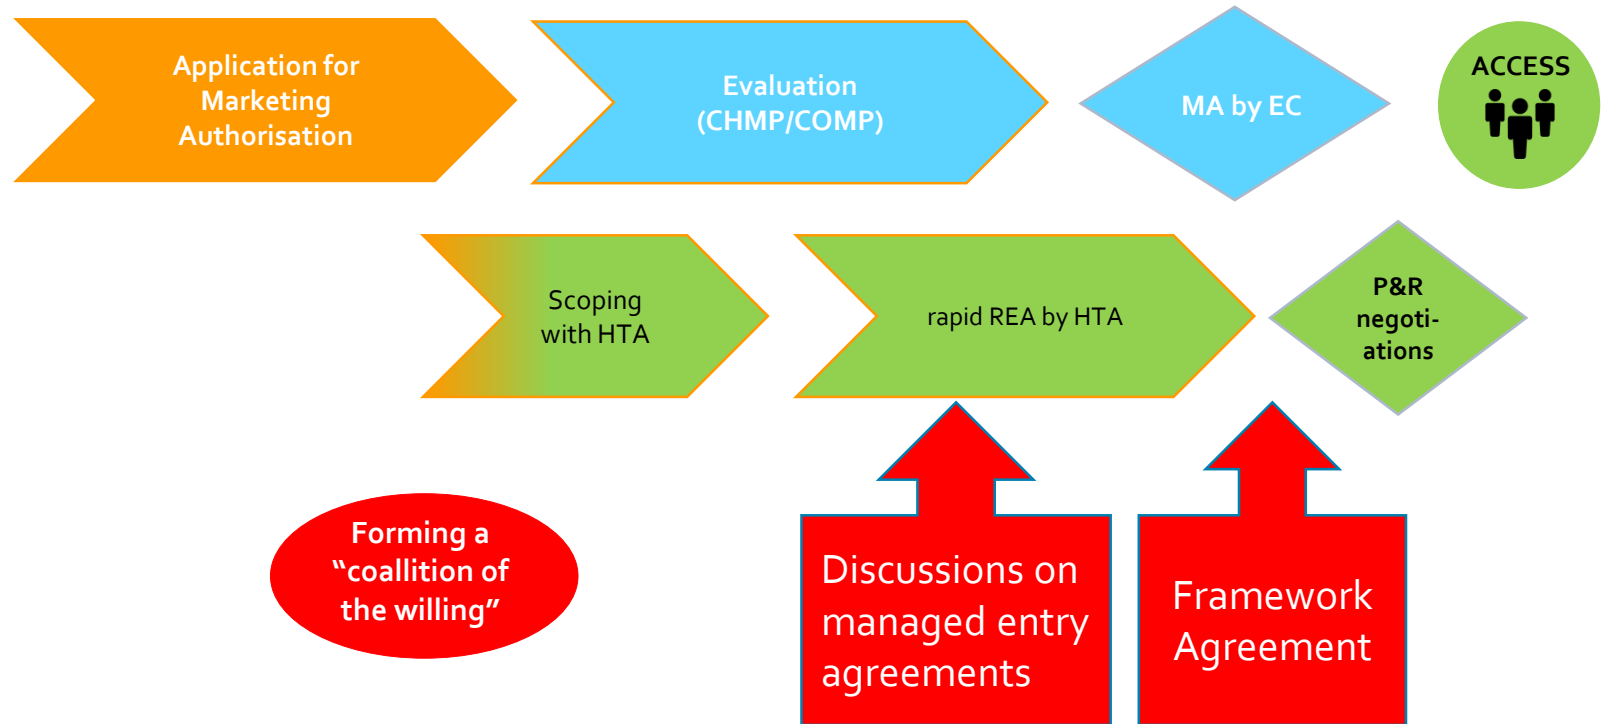 Application for
Marketing
Authorisation
Evaluation
(CHMP/COMP)
MA by EC
ACCESS
Scoping
with HTA
rapid REA by HTA
P&R
negoti-
ations
Forming a
“coallition of
the willing”
Discussions on
managed entry
agreements
Framework
Agreement